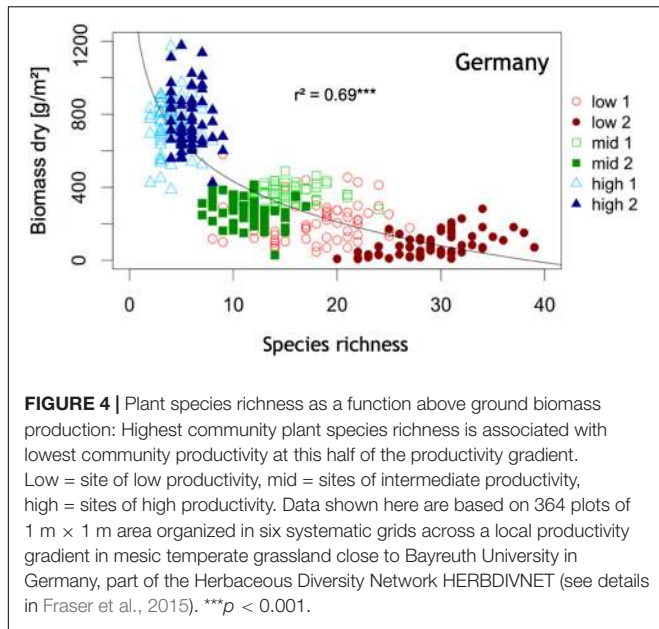 Germany
r² = 0.69***
Biomass dry [g/m²]
1200
800
400
0
0 10 20 30 40
Species richness
low 1
low 2
mid 1
mid 2
high 1
high 2
FIGURE 4 | Plant species richness as a function above ground biomass
production: Highest community plant species richness is associated with
lowest community productivity at this half of the productivity gradient.
Low = site of low productivity, mid = sites of intermediate productivity,
high = sites of high productivity. Data shown here are based on 364 plots of
1 m × 1 m area organized in six systematic grids across a local productivity
gradient in mesic temperate grassland close to Bayreuth University in
Germany, part of the Herbaceous Diversity Network HERBDIVNET (see details
in Fraser et al., 2015). ***p < 0.001.